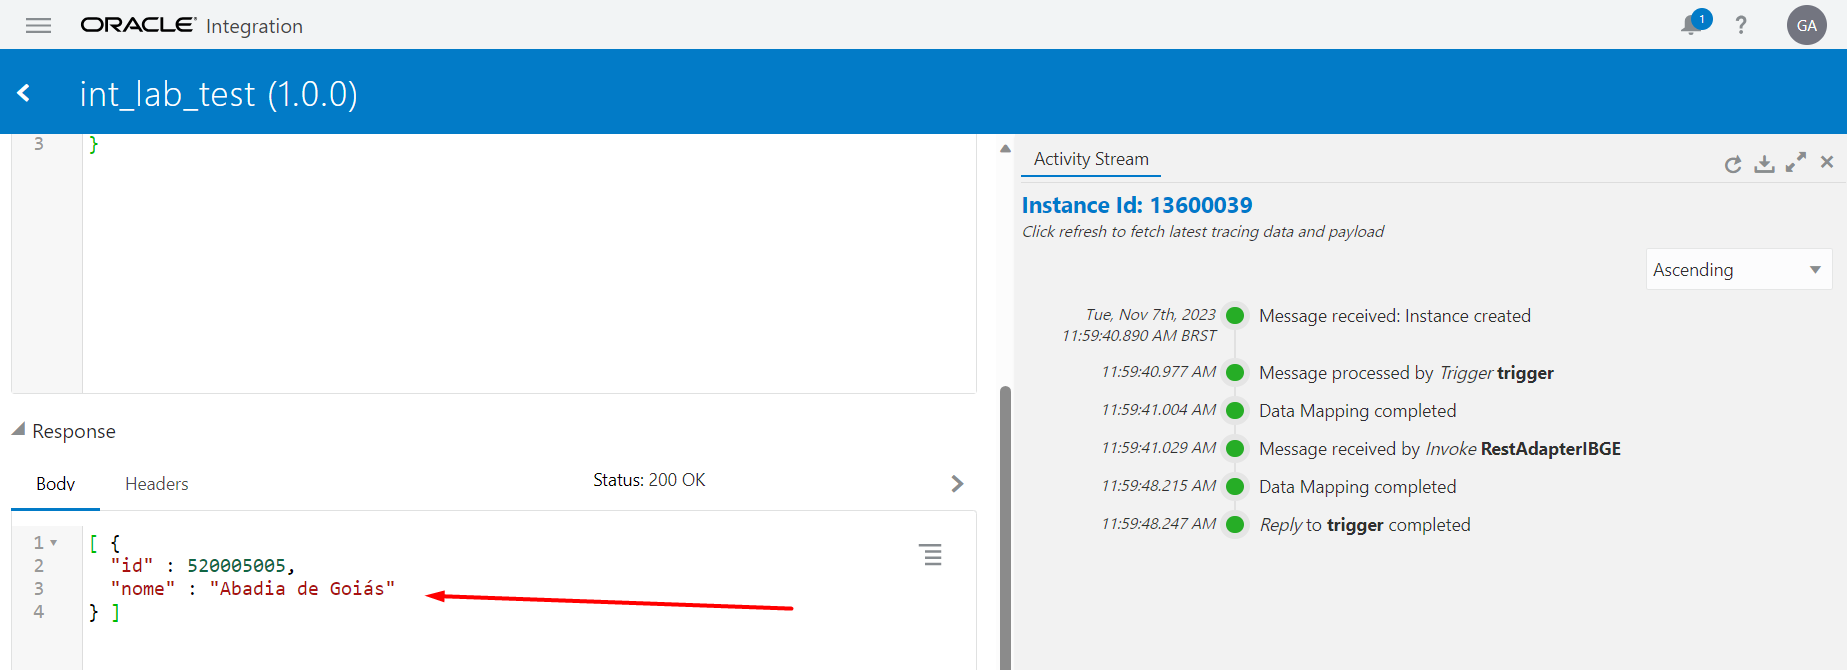 ORACLE Integration
1
?
GA
int_lab_test (1.0.0)
3 }
Response
Body Headers Status: 200 OK
1 [ {
2 "id" : 520005005,
3 "nome" : "Abadia de Goiás"
4 } ]
Activity Stream
Instance Id: 13600039
Click refresh to fetch latest tracing data and payload
Ascending
Tue, Nov 7th, 2023 Message received: Instance created
11:59:40.890 AM BRST
11:59:40.977 AM Message processed by Trigger trigger
11:59:41.004 AM Data Mapping completed
11:59:41.029 AM Message received by Invoke RestAdapterIBGE
11:59:48.215 AM Data Mapping completed
11:59:48.247 AM Reply to trigger completed